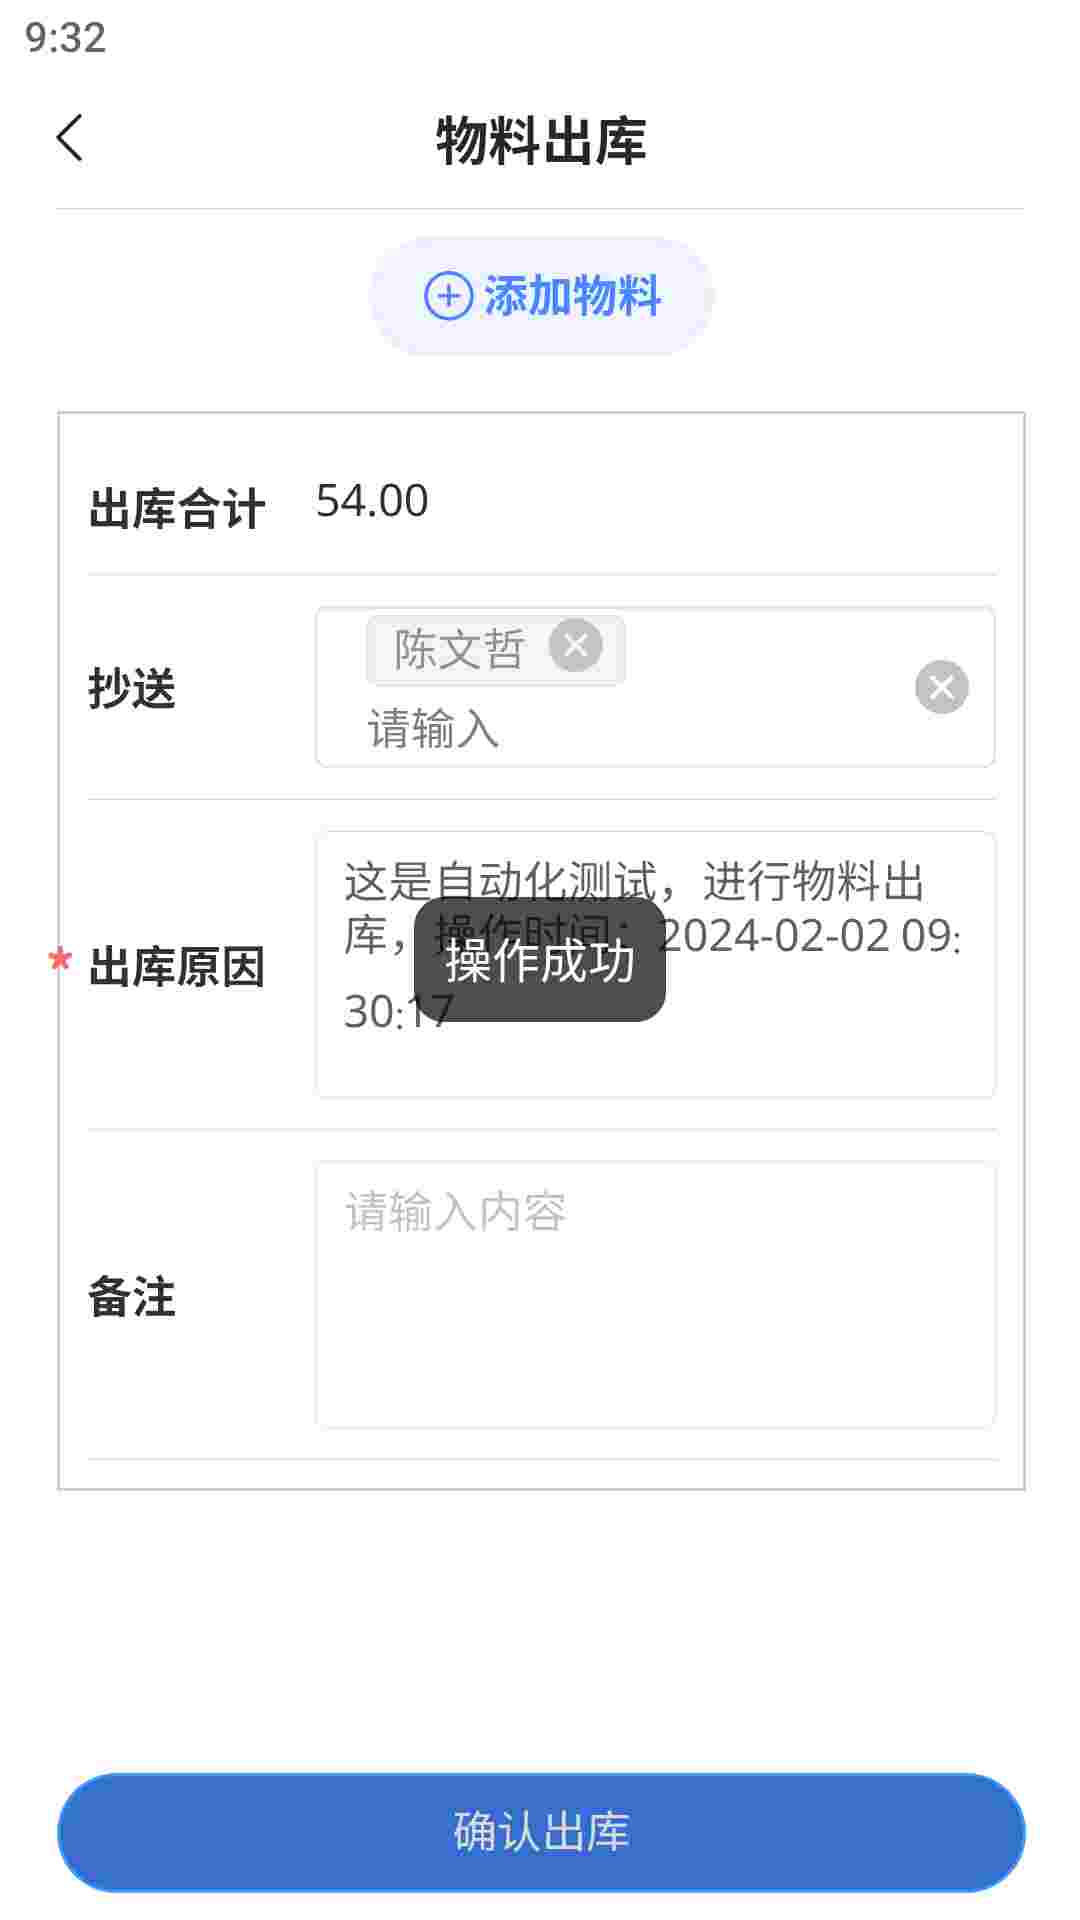 9:32
物料出库
添加物料
出库合计 54.00
陈文哲
抄送
请输入
这是自动化测试，进行物料出
库，操作时间：2024-02-02 09:
30:17
* 出库原因
操作成功
请输入内容
备注
确认出库